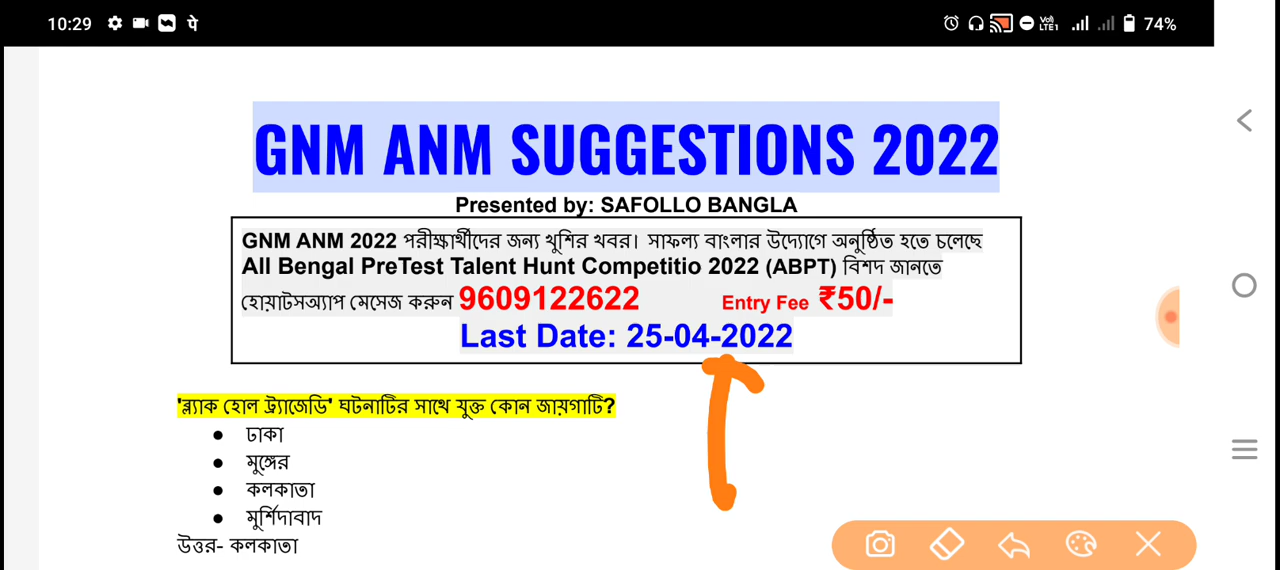 10:29 पे VoD LTE1 74%
GNM ANM SUGGESTIONS 2022
Presented by: SAFOLLO BANGLA
GNM ANM 2022 পরীক্ষার্থীদের জন্য খুশির খবর। সাফল্য বাংলার উদ্যোগে অনুষ্ঠিত হতে চলেছে
All Bengal PreTest Talent Hunt Competitio 2022 (ABPT) বিশদ জানতে
হোয়াটসঅ্যাপ মেসেজ করুন 9609122622 Entry Fee ₹50/-
Last Date: 25-04-2022
'ব্ল্যাক হোল ট্র্যাজেডি' ঘটনাটির সাথে যুক্ত কোন জায়গাটি?
● ঢাকা
● মুঙ্গের
● কলকাতা
● মুর্শিদাবাদ
উত্তর- কলকাতা